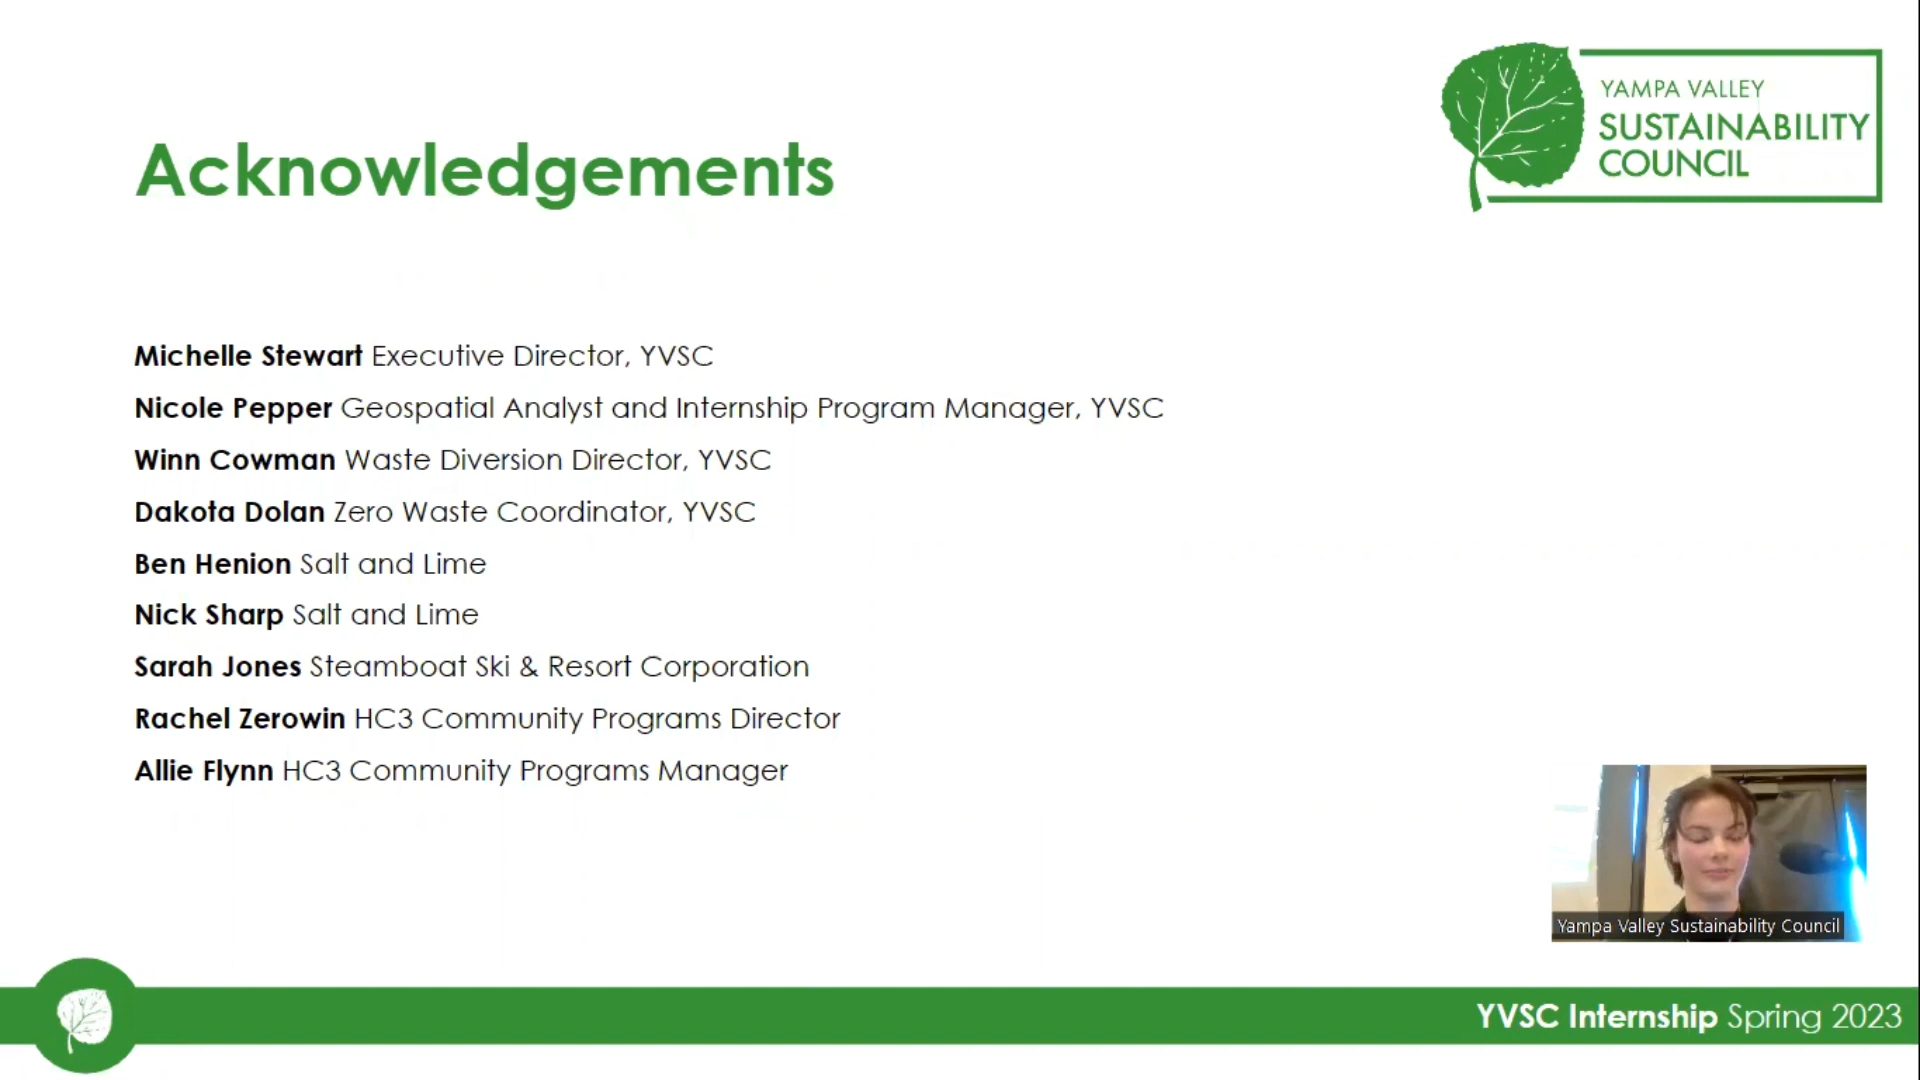 YAMPA VALLEY
SUSTAINABILITY
COUNCIL
Acknowledgements
Michelle Stewart Executive Director, YVSC
Nicole Pepper Geospatial Analyst and Internship Program Manager, YVSC
Winn Cowman Waste Diversion Director, YVSC
Dakota Dolan Zero Waste Coordinator, YVSC
Ben Henion Salt and Lime
Nick Sharp Salt and Lime
Sarah Jones Steamboat Ski & Resort Corporation
Rachel Zerowin HC3 Community Programs Director
Allie Flynn HC3 Community Programs Manager
Yampa Valley Sustainability Council
YVSC Internship Spring 2023